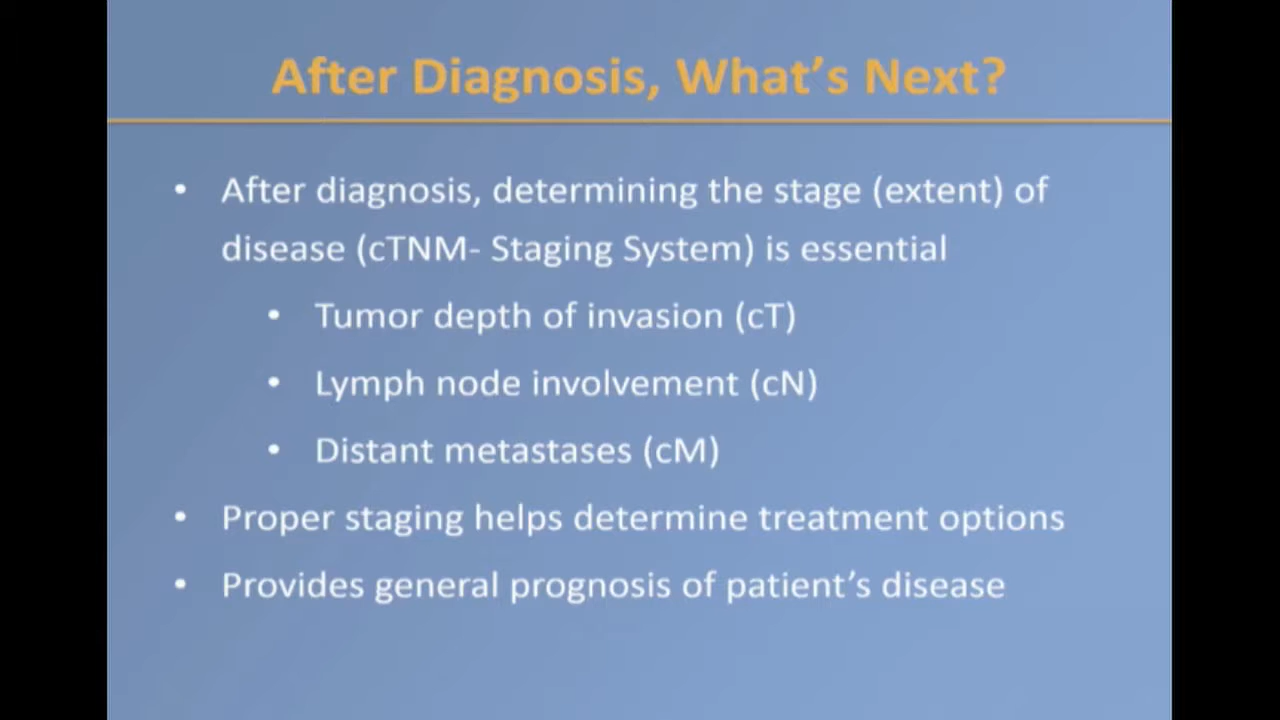 After Diagnosis, What’s Next?
• After diagnosis, determining the stage (extent) of
disease (cTNM- Staging System) is essential
• Tumor depth of invasion (cT)
• Lymph node involvement (cN)
• Distant metastases (cM)
• Proper staging helps determine treatment options
• Provides general prognosis of patient’s disease